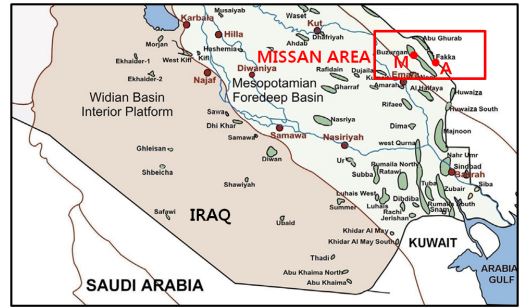 Musaiyab
Karbala
Waset
Kut
Abu Ghurab
Morjan
Hilla
Dhafriyah
Buzurgan
Fakka
West Kifl
Kifl
Hashemia
Ahdab
MISSAN AREA
M
A
Ekhaider-1
Diwaniya
Rafidain
Dujaila
Ekhaider-2
Najaf
Mesopotamian
Foredeep Basin
Gharraf
Amarah
Al Halfaya
Huwaiza
Widian Basin
Interior Platform
Sava
Rifaee
Huwaiza South
Dhi Khar
Nasriya
Dima
Majnoon
Samawa
Samawa
Nasiriyah
west Qurna
Ghleisan
Diwan
Ur
Nahr Umr
Sindbad
Shbeicha
Subba
Rumaila North
Ratawi
Basrah
Shawiyah
Tuba
Zubair
Siba
Luhais West
Dibdiba
Safawi
IRAQ
Summer
Luhais
Rachi
Rumaila South
Jerishan
Ubaid
Khidar Al May
Khidar Al May South
KUWAIT
Thadi
SAUDI ARABIA
Abu Khaima North
Abu Khaima
ARABIA
GULF